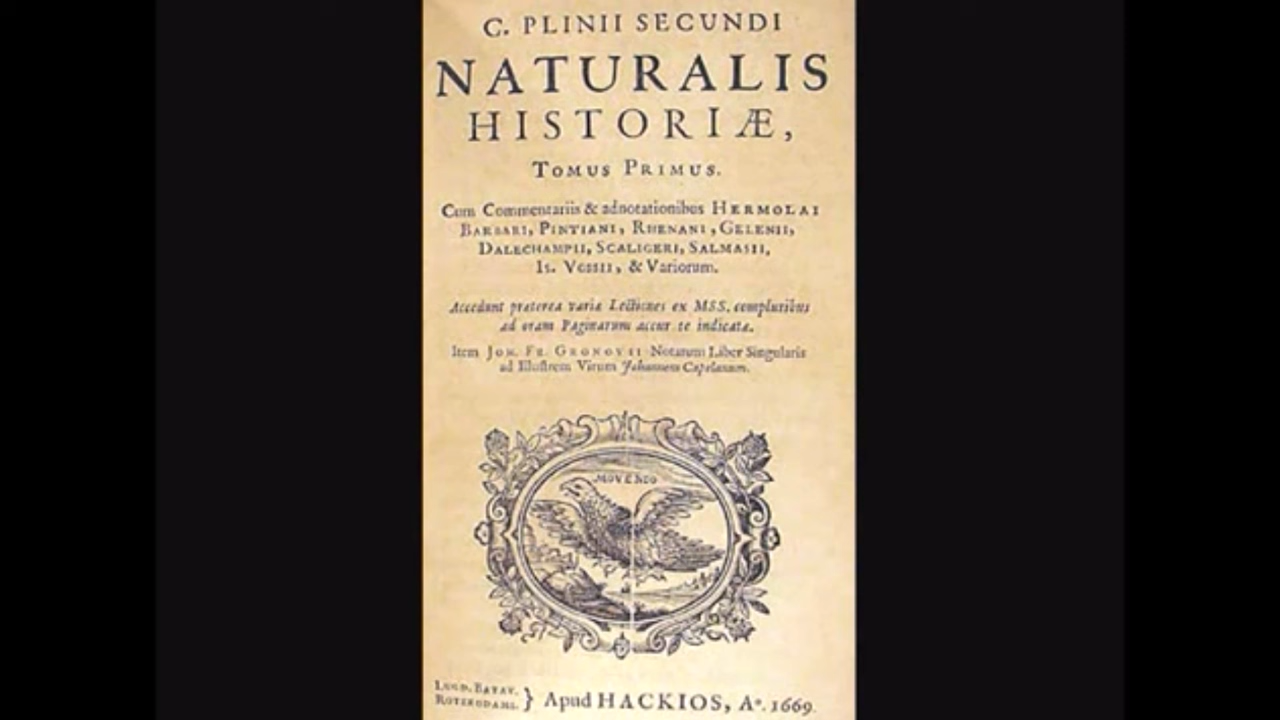 C. PLINII SECUNDI
NATURALIS
HISTORIÆ,
TOMUS PRIMUS.
Cum Commentariis & adnotationibus HERMOLAI
BARBARI, PINTIANI, RHENANI, GELENII,
DALECHAMPII, SCALIGERI, SALMASII,
Is. VOSSII, & Variorum.
Accedunt præterea variæ Lectiones ex MSS. compluribus
ad oram Paginarum accur te indicatæ.
Item JOH. FR. GRONOVII Notarum Liber Singularis
ad Illustrem Virum Johannem Capelanum.
MOVENDO
LUGD. BATAV.
ROTERODAMI. } Apud HACKIOS, Aº. 1669.